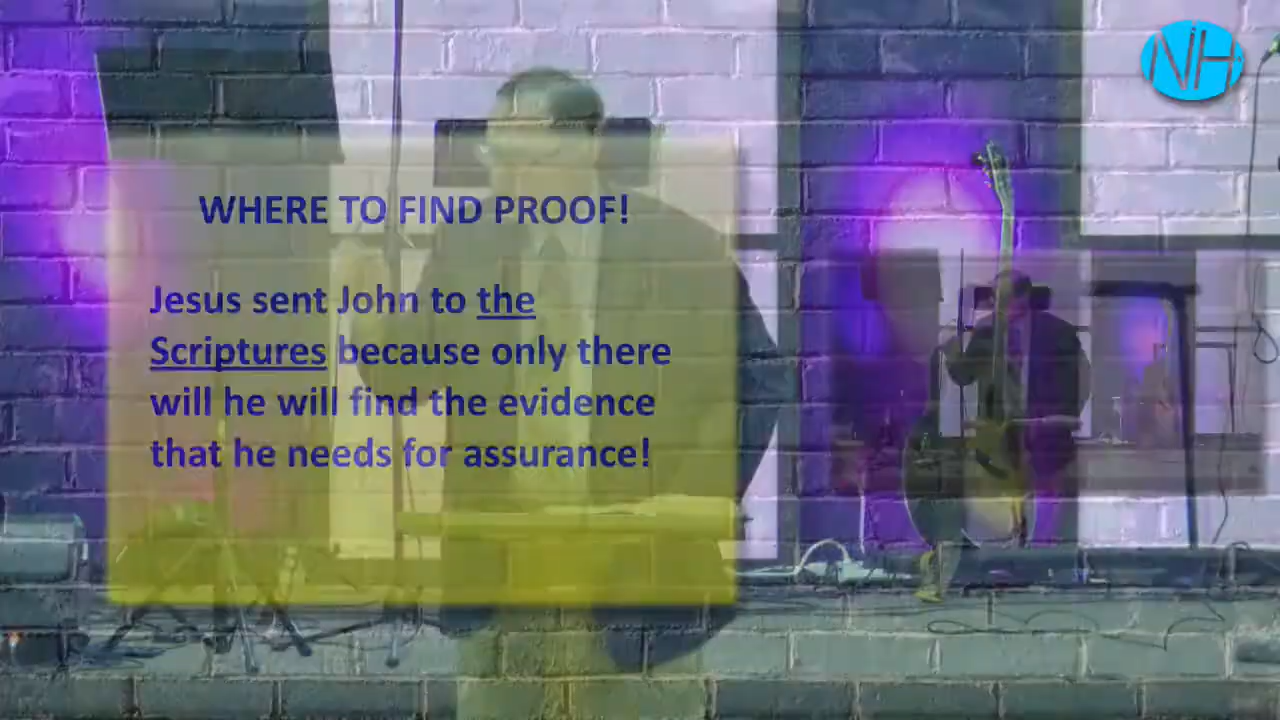 NH
WHERE TO FIND PROOF!
Jesus sent John to the
Scriptures because only there
will he will find the evidence
that he needs for assurance!